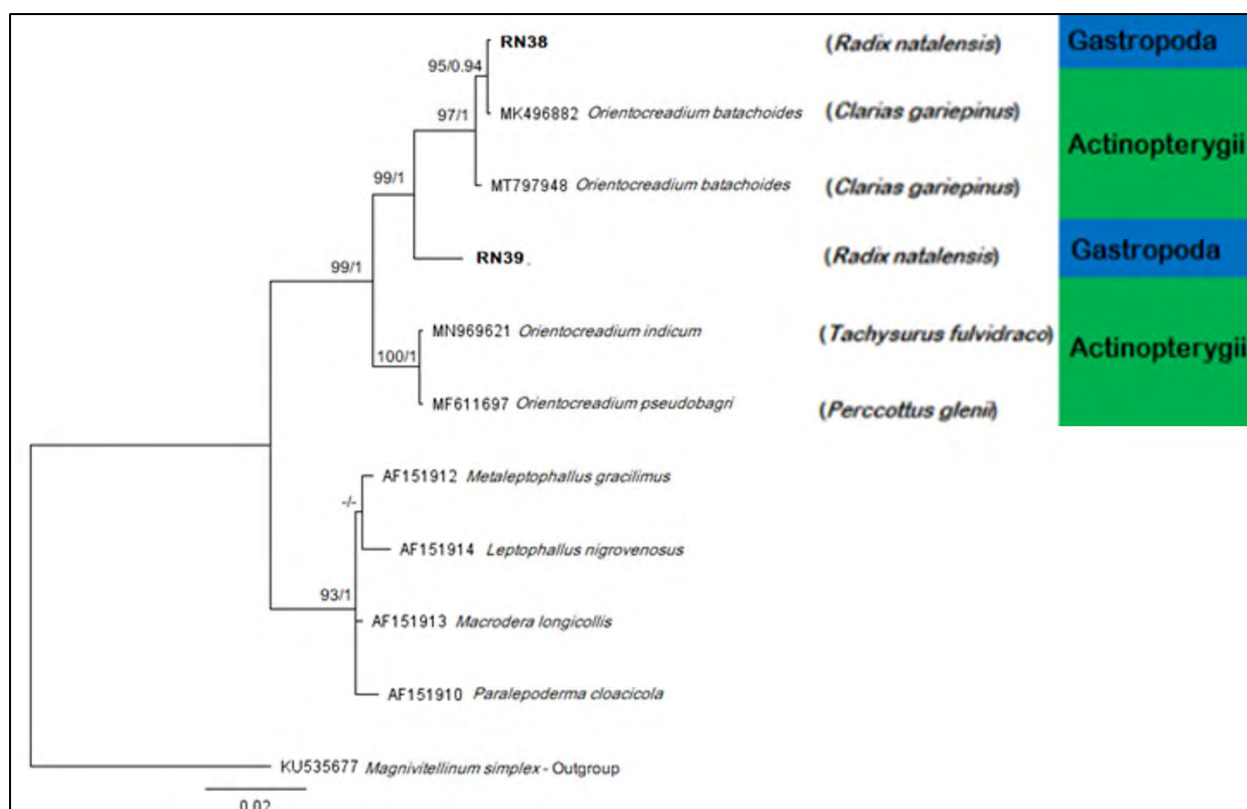 RN38 (Radix natalensis) Gastropoda
95/0.94
MK496882 Orientocreadium batachoides (Clarias gariepinus)
97/1
Actinopterygii
MT797948 Orientocreadium batachoides (Clarias gariepinus)
99/1
RN39. (Radix natalensis) Gastropoda
99/1
MN969621 Orientocreadium indicum (Tachysurus fulvidraco)
Actinopterygii
100/1
MF611697 Orientocreadium pseudobagri (Perccottus glenii)
AF151912 Metaleptophallus gracilimus
-/-
AF151914 Leptophallus nigrovenosus
93/1
AF151913 Macrodera longicollis
AF151910 Paralepoderma cloacicola
KU535677 Magnivitellinum simplex - Outgroup
0.02